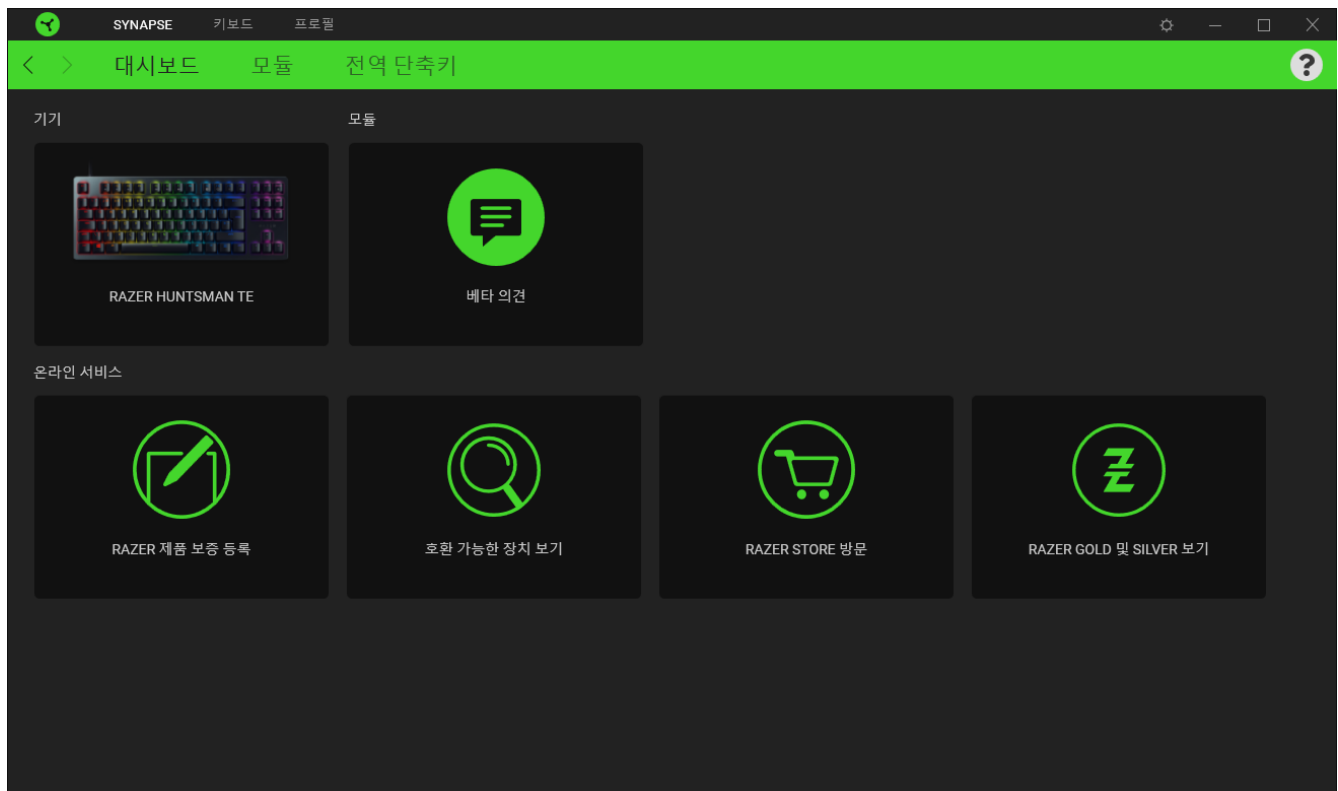 SYNAPSE 키보드 프로필
대시보드 모듈 전역 단축키
?
기기 모듈
RAZER HUNTSMAN TE 베타 의견
온라인 서비스
RAZER 제품 보증 등록 호환 가능한 장치 보기 RAZER STORE 방문 RAZER GOLD 및 SILVER 보기